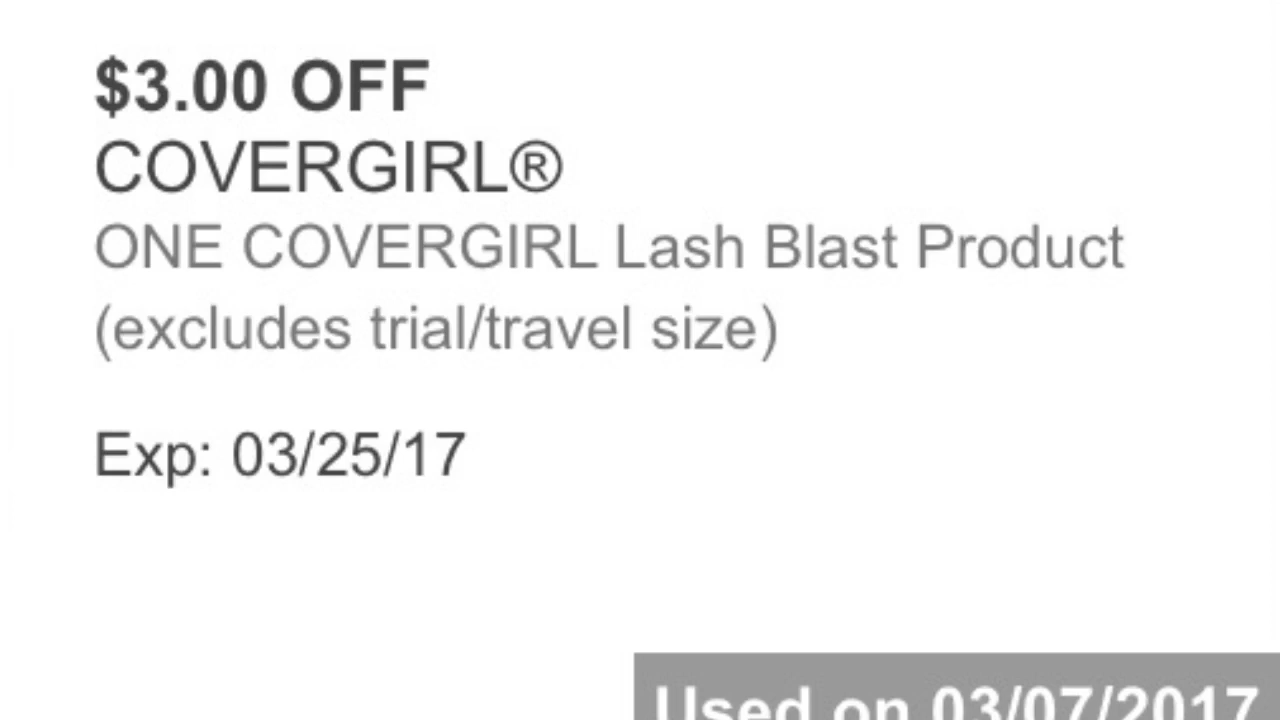 $3.00 OFF
COVERGIRL®
ONE COVERGIRL Lash Blast Product
(excludes trial/travel size)
Exp: 03/25/17
Used on 03/07/2017